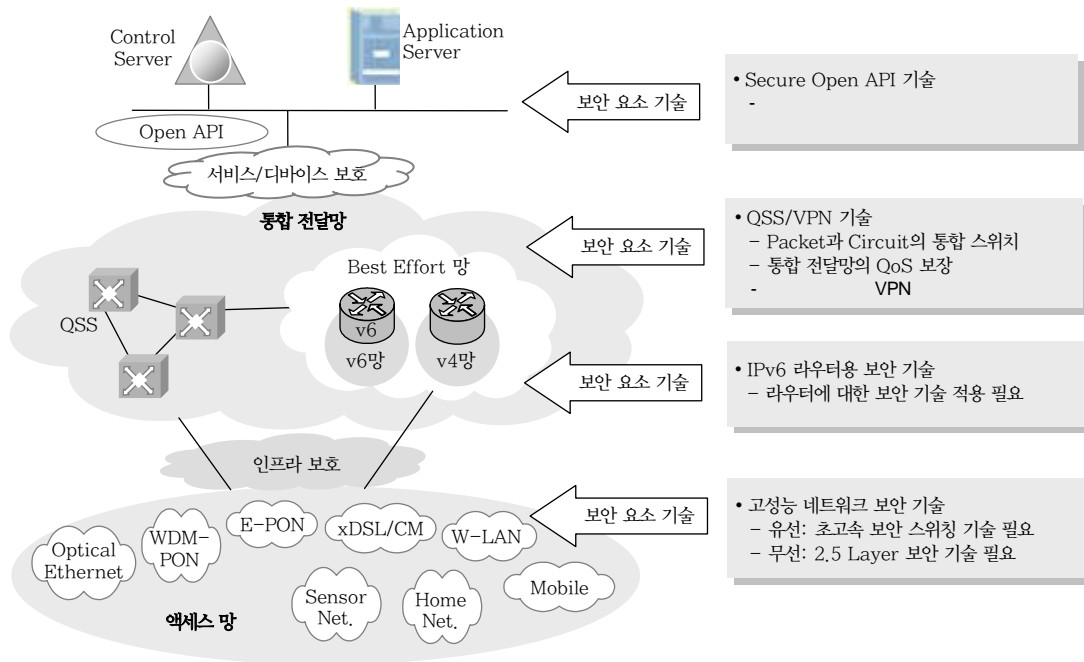 Control
Server
Application
Server
Open API
서비스/디바이스 보호
통합 전달망
Best Effort 망
QSS
v6
v6망
v4망
인프라 보호
Optical
Ethernet
WDM-
PON
E-PON
xDSL/CM
W-LAN
Sensor
Net.
Home
Net.
Mobile
액세스 망
보안 요소 기술
• Secure Open API 기술
-
보안 요소 기술
• QSS/VPN 기술
– Packet과 Circuit의 통합 스위치
– 통합 전달망의 QoS 보장
- VPN
보안 요소 기술
• IPv6 라우터용 보안 기술
– 라우터에 대한 보안 기술 적용 필요
보안 요소 기술
• 고성능 네트워크 보안 기술
– 유선: 초고속 보안 스위칭 기술 필요
– 무선: 2.5 Layer 보안 기술 필요